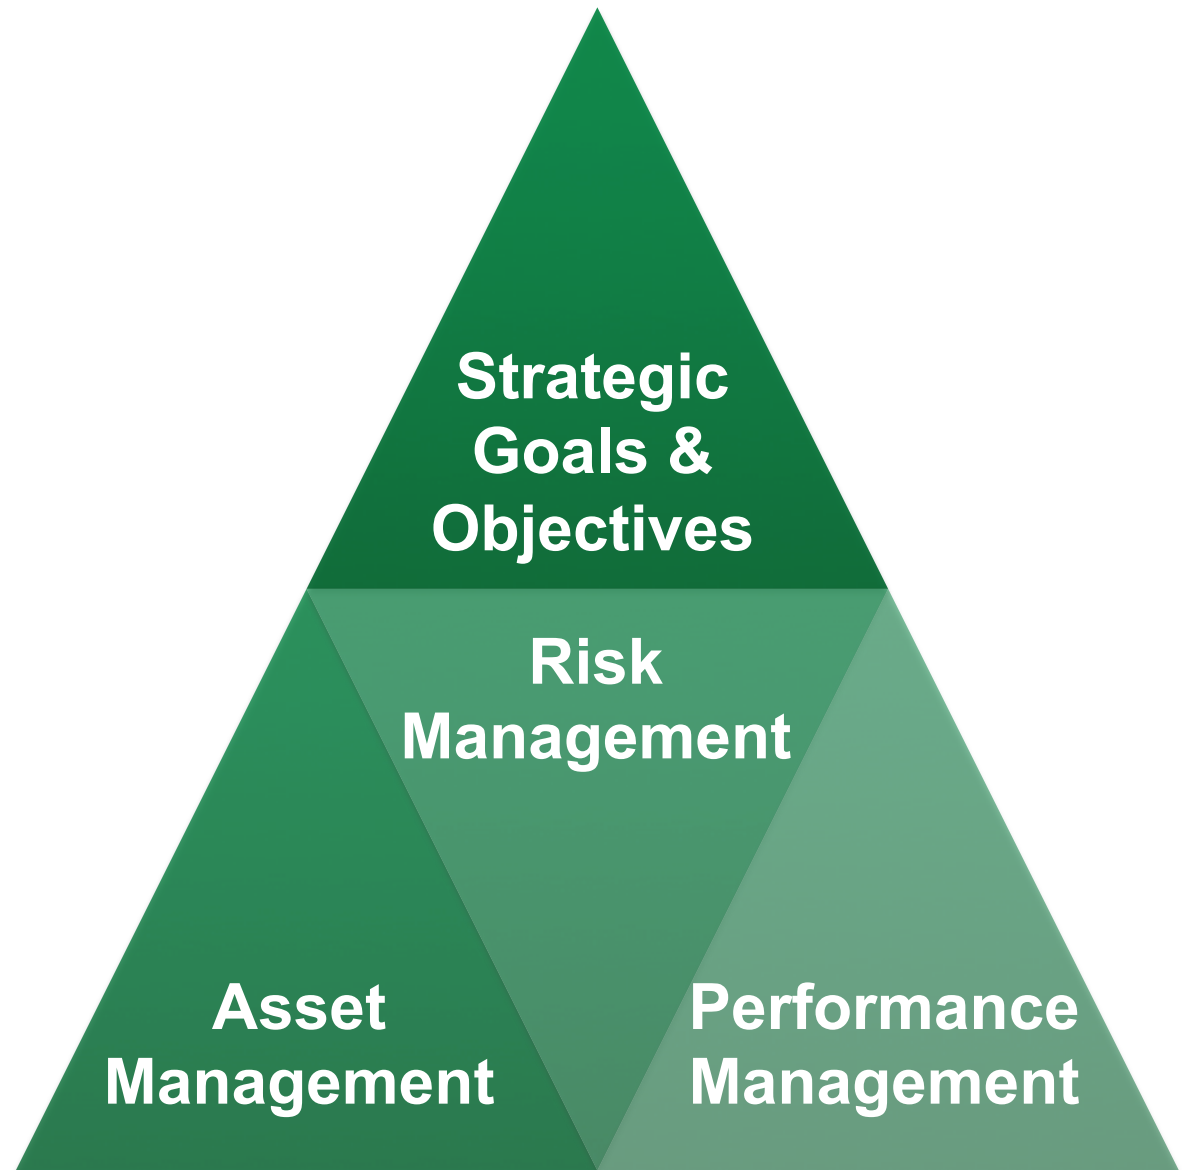 Strategic
Goals &
Objectives
Risk
Management
Asset
Management
Performance
Management